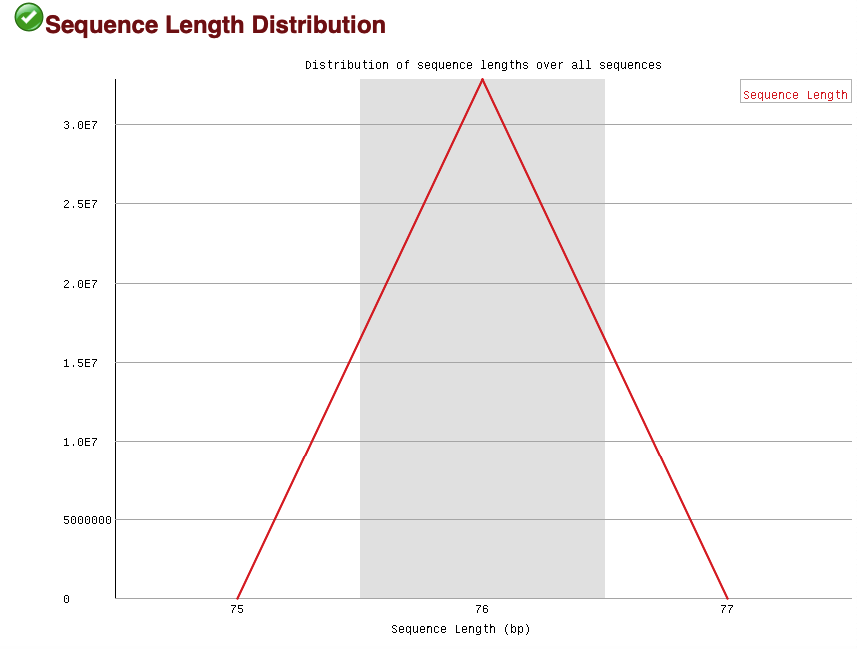 Sequence Length Distribution
Distribution of sequence lengths over all sequences
Sequence Length
3.0E7
2.5E7
2.0E7
1.5E7
1.0E7
5000000
0
75 76 77
Sequence Length (bp)